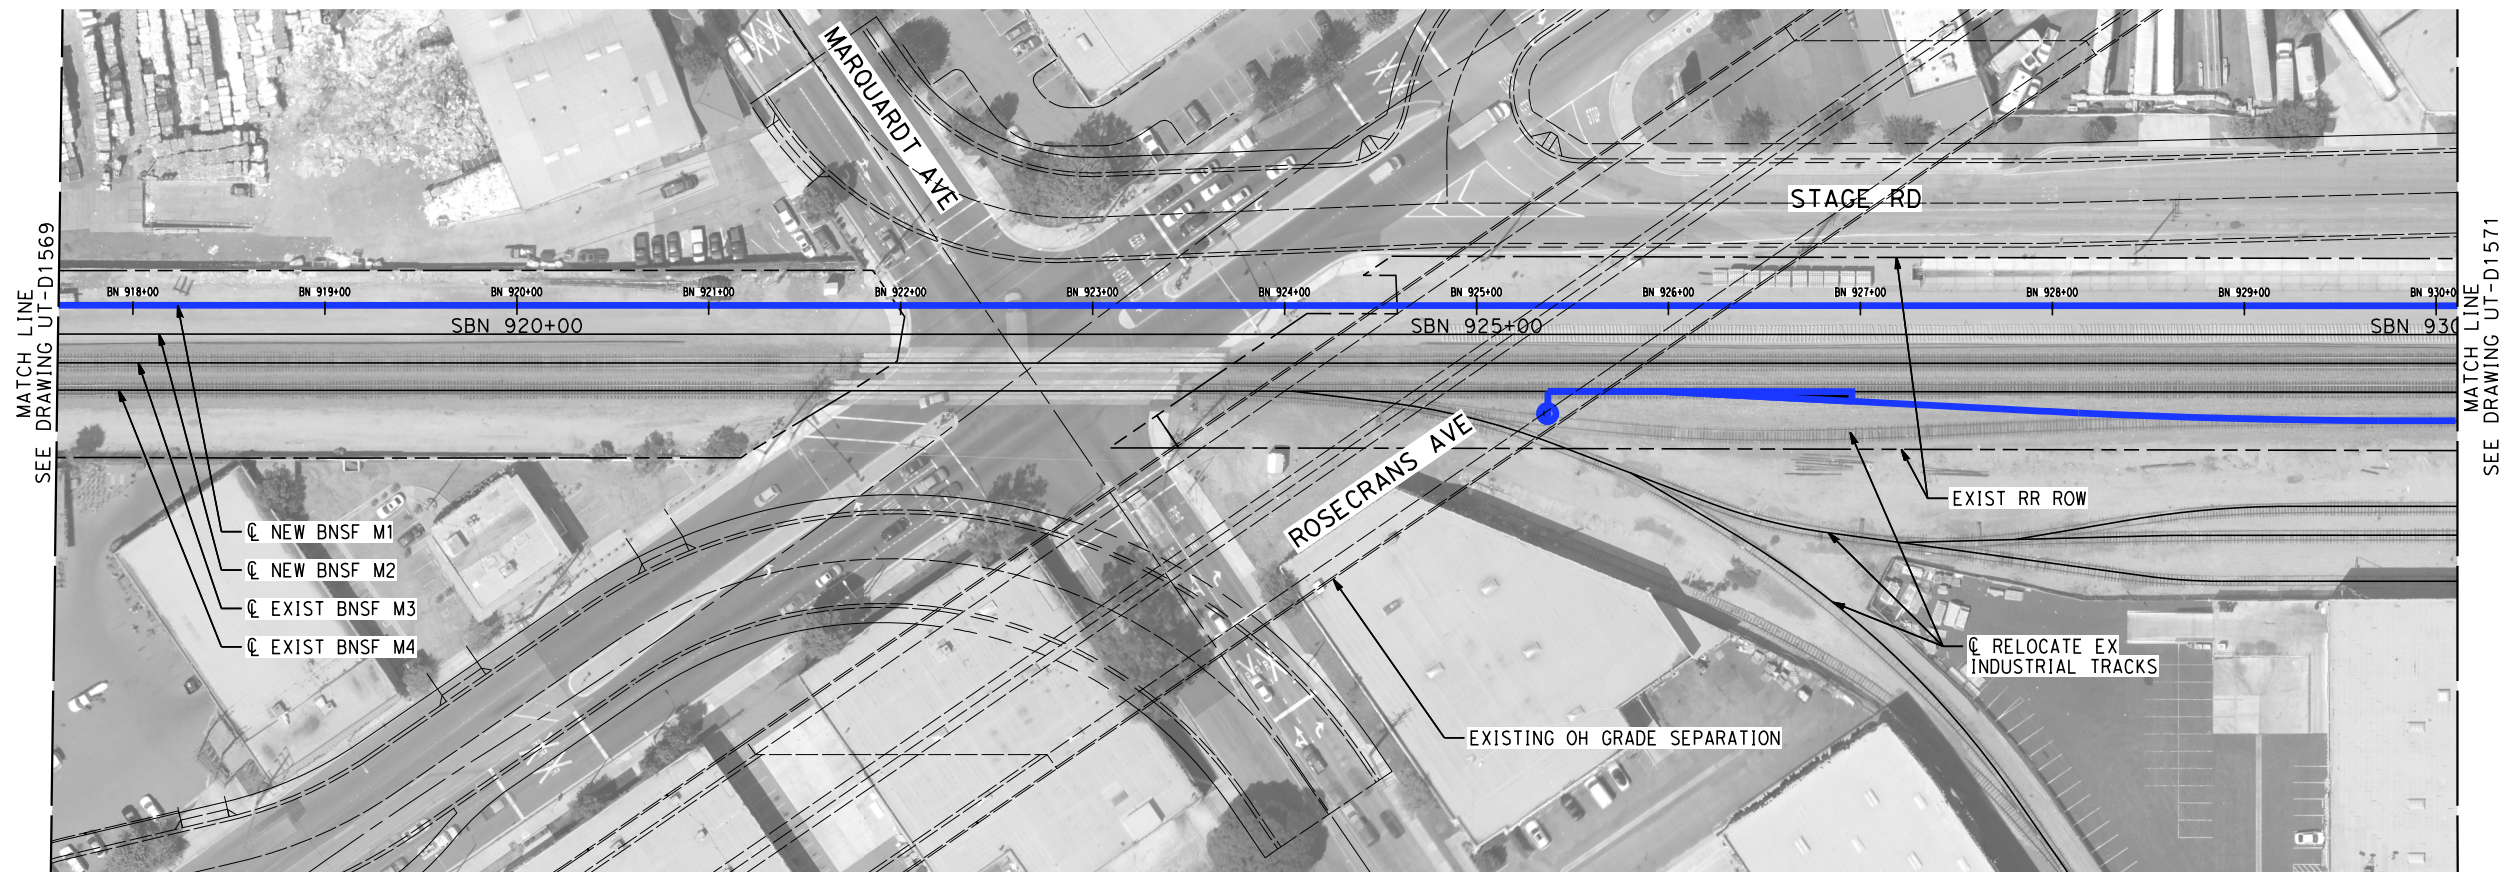 MARQUARDT AVE
STAGE RD
MATCH LINE
SEE DRAWING UT-D1569
BN 918+00
BN 919+00
BN 920+00
BN 921+00
BN 922+00
BN 923+00
BN 924+00
BN 925+00
BN 926+00
BN 927+00
BN 928+00
BN 929+00
BN 930+0
SBN 920+00
SBN 925+00
SBN 930
MATCH LINE
SEE DRAWING UT-D1571
ROSECRANS AVE
EXIST RR ROW
℄ NEW BNSF M1
℄ NEW BNSF M2
℄ EXIST BNSF M3
℄ EXIST BNSF M4
℄ RELOCATE EX
INDUSTRIAL TRACKS
EXISTING OH GRADE SEPARATION